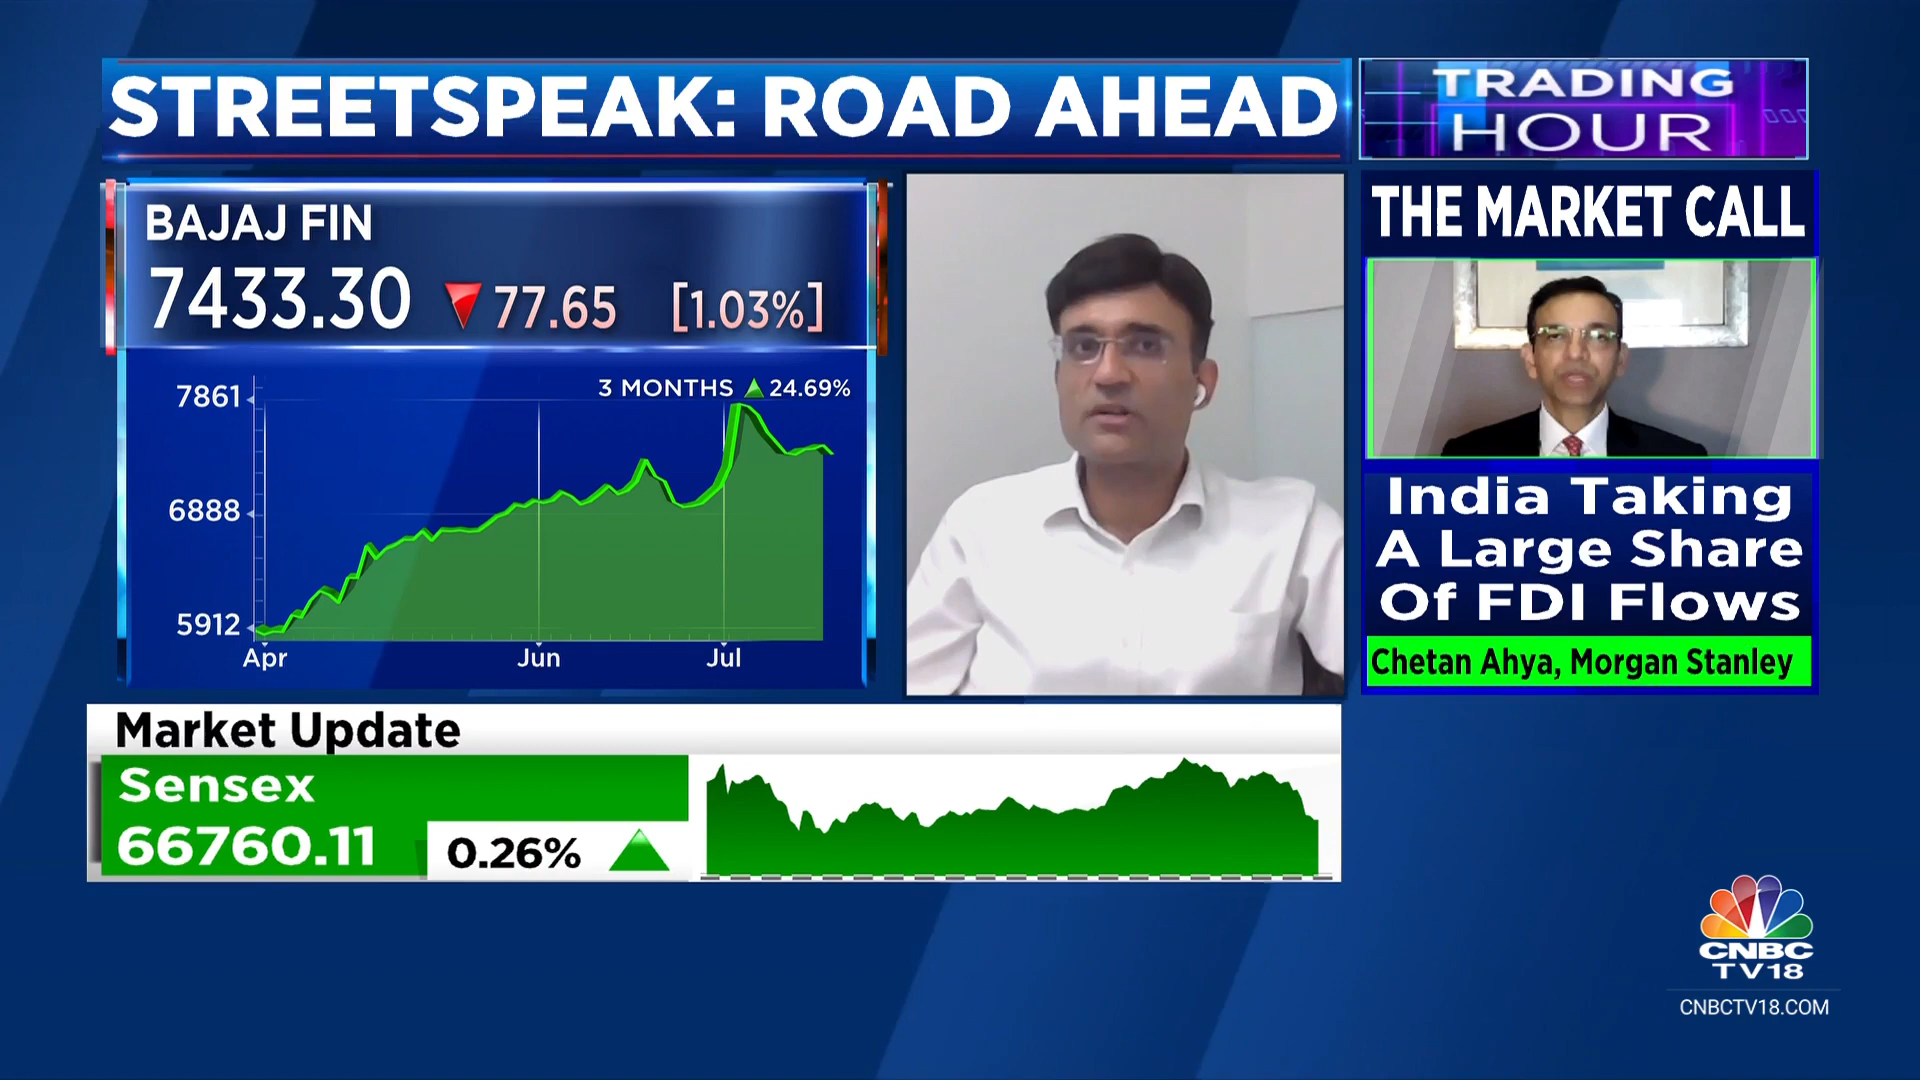 STREETSPEAK: ROAD AHEAD
TRADING
HOUR
BAJAJ FIN
7433.30 ▼ 77.65 [1.03%]
3 MONTHS ▲ 24.69%
7861
6888
5912
Apr Jun Jul
THE MARKET CALL
India Taking
A Large Share
Of FDI Flows
Chetan Ahya, Morgan Stanley
Market Update
Sensex
66760.11
0.26% ▲
CNBC
TV18
CNBCTV18.COM